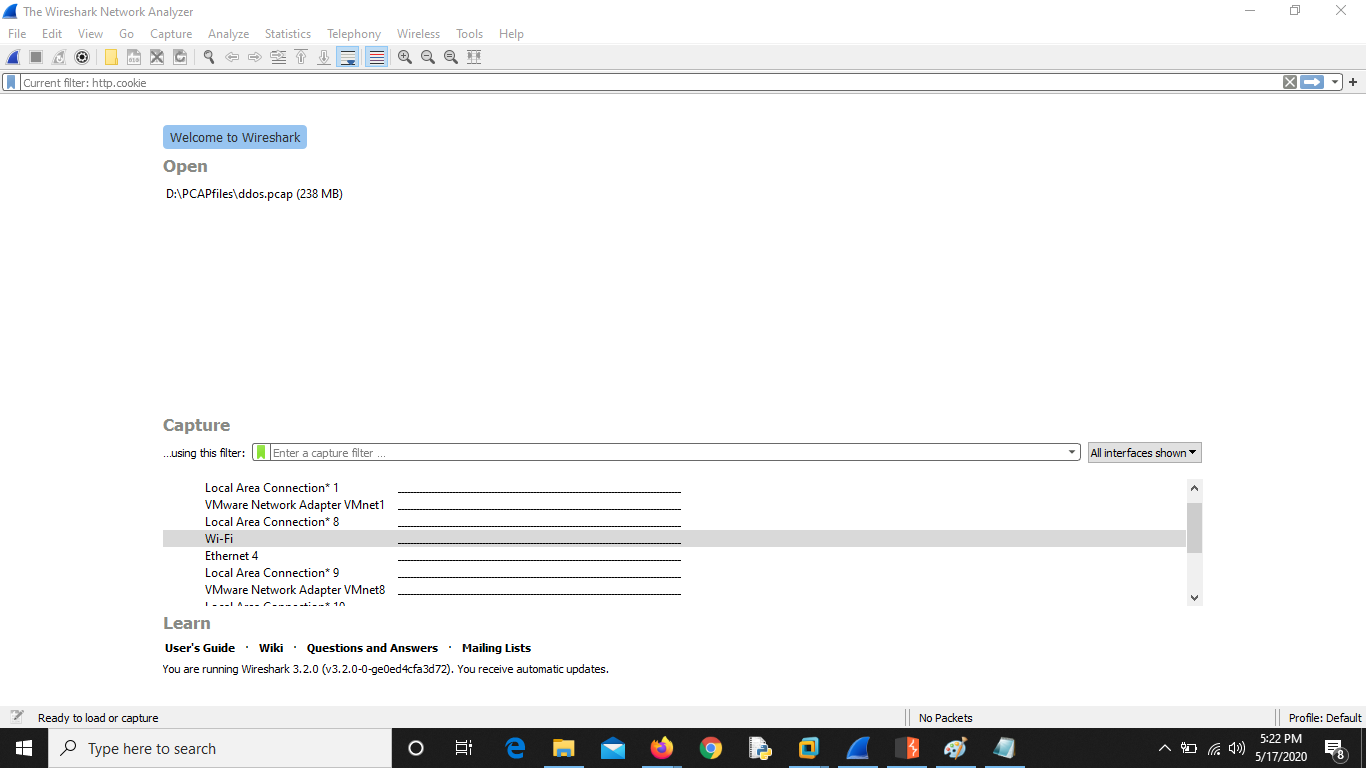 The Wireshark Network Analyzer
File Edit View Go Capture Analyze Statistics Telephony Wireless Tools Help
Current filter: http.cookie
Welcome to Wireshark
Open
D:\PCAPfiles\ddos.pcap (238 MB)
Capture
...using this filter: Enter a capture filter ... All interfaces shown
Local Area Connection* 1
VMware Network Adapter VMnet1
Local Area Connection* 8
Wi-Fi
Ethernet 4
Local Area Connection* 9
VMware Network Adapter VMnet8
Local Area Connection* 10
Learn
User's Guide · Wiki · Questions and Answers · Mailing Lists
You are running Wireshark 3.2.0 (v3.2.0-0-ge0ed4cfa3d72). You receive automatic updates.
Ready to load or capture No Packets Profile: Default
Type here to search 5:22 PM
5/17/2020 8